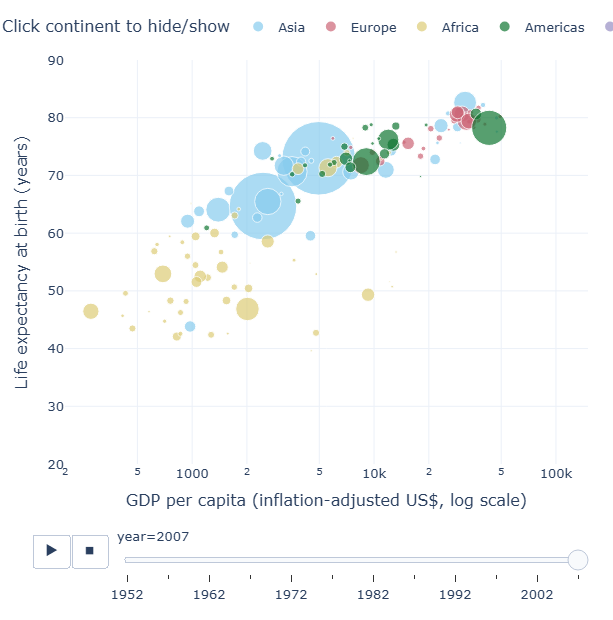 Click continent to hide/show Asia Europe Africa Americas
90
80
70
60
50
40
30
20
2 5 1000 2 5 10k 2 5 100k
Life expectancy at birth (years)
GDP per capita (inflation-adjusted US$, log scale)
year=2007
1952 1962 1972 1982 1992 2002